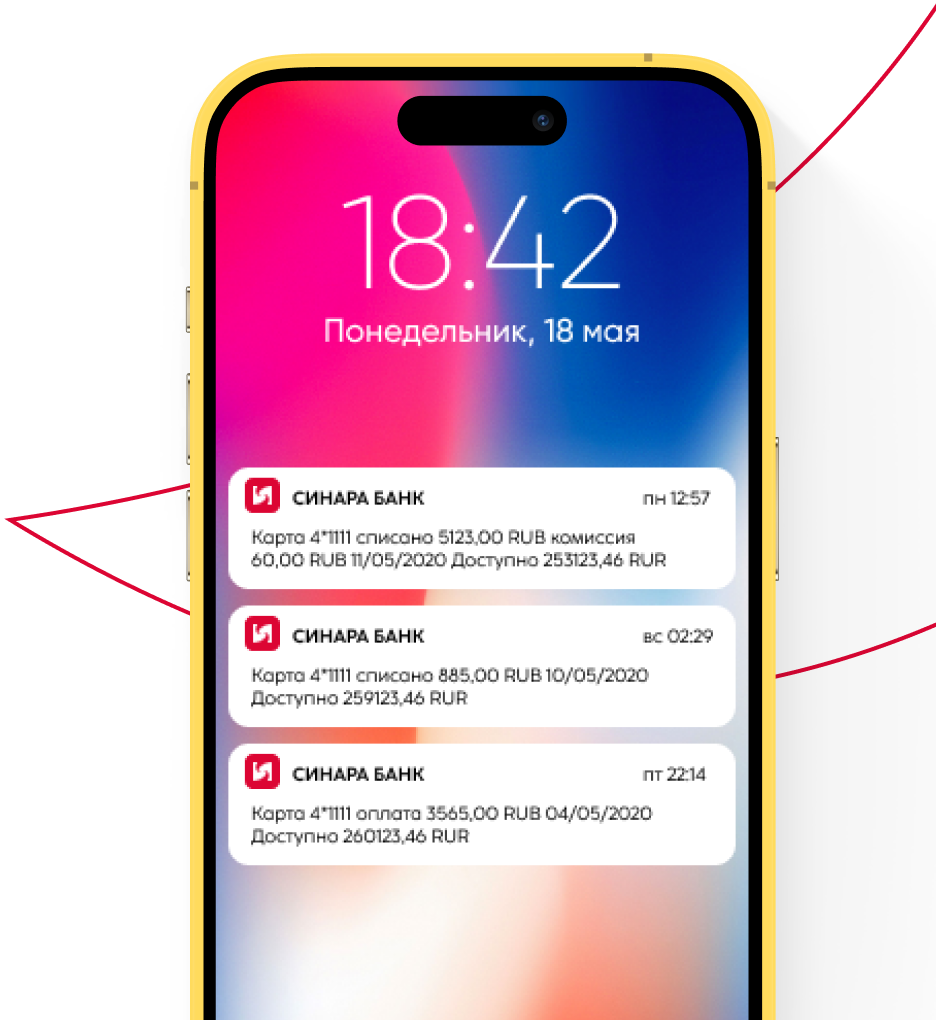 18:42
Понедельник, 18 мая
СИНАРА БАНК пн 12:57
Карта 4*1111 списано 5123,00 RUB комиссия
60,00 RUB 11/05/2020 Доступно 253123,46 RUR
СИНАРА БАНК вс 02:29
Карта 4*1111 списано 885,00 RUB 10/05/2020
Доступно 259123,46 RUR
СИНАРА БАНК пт 22:14
Карта 4*1111 оплата 3565,00 RUB 04/05/2020
Доступно 260123,46 RUR